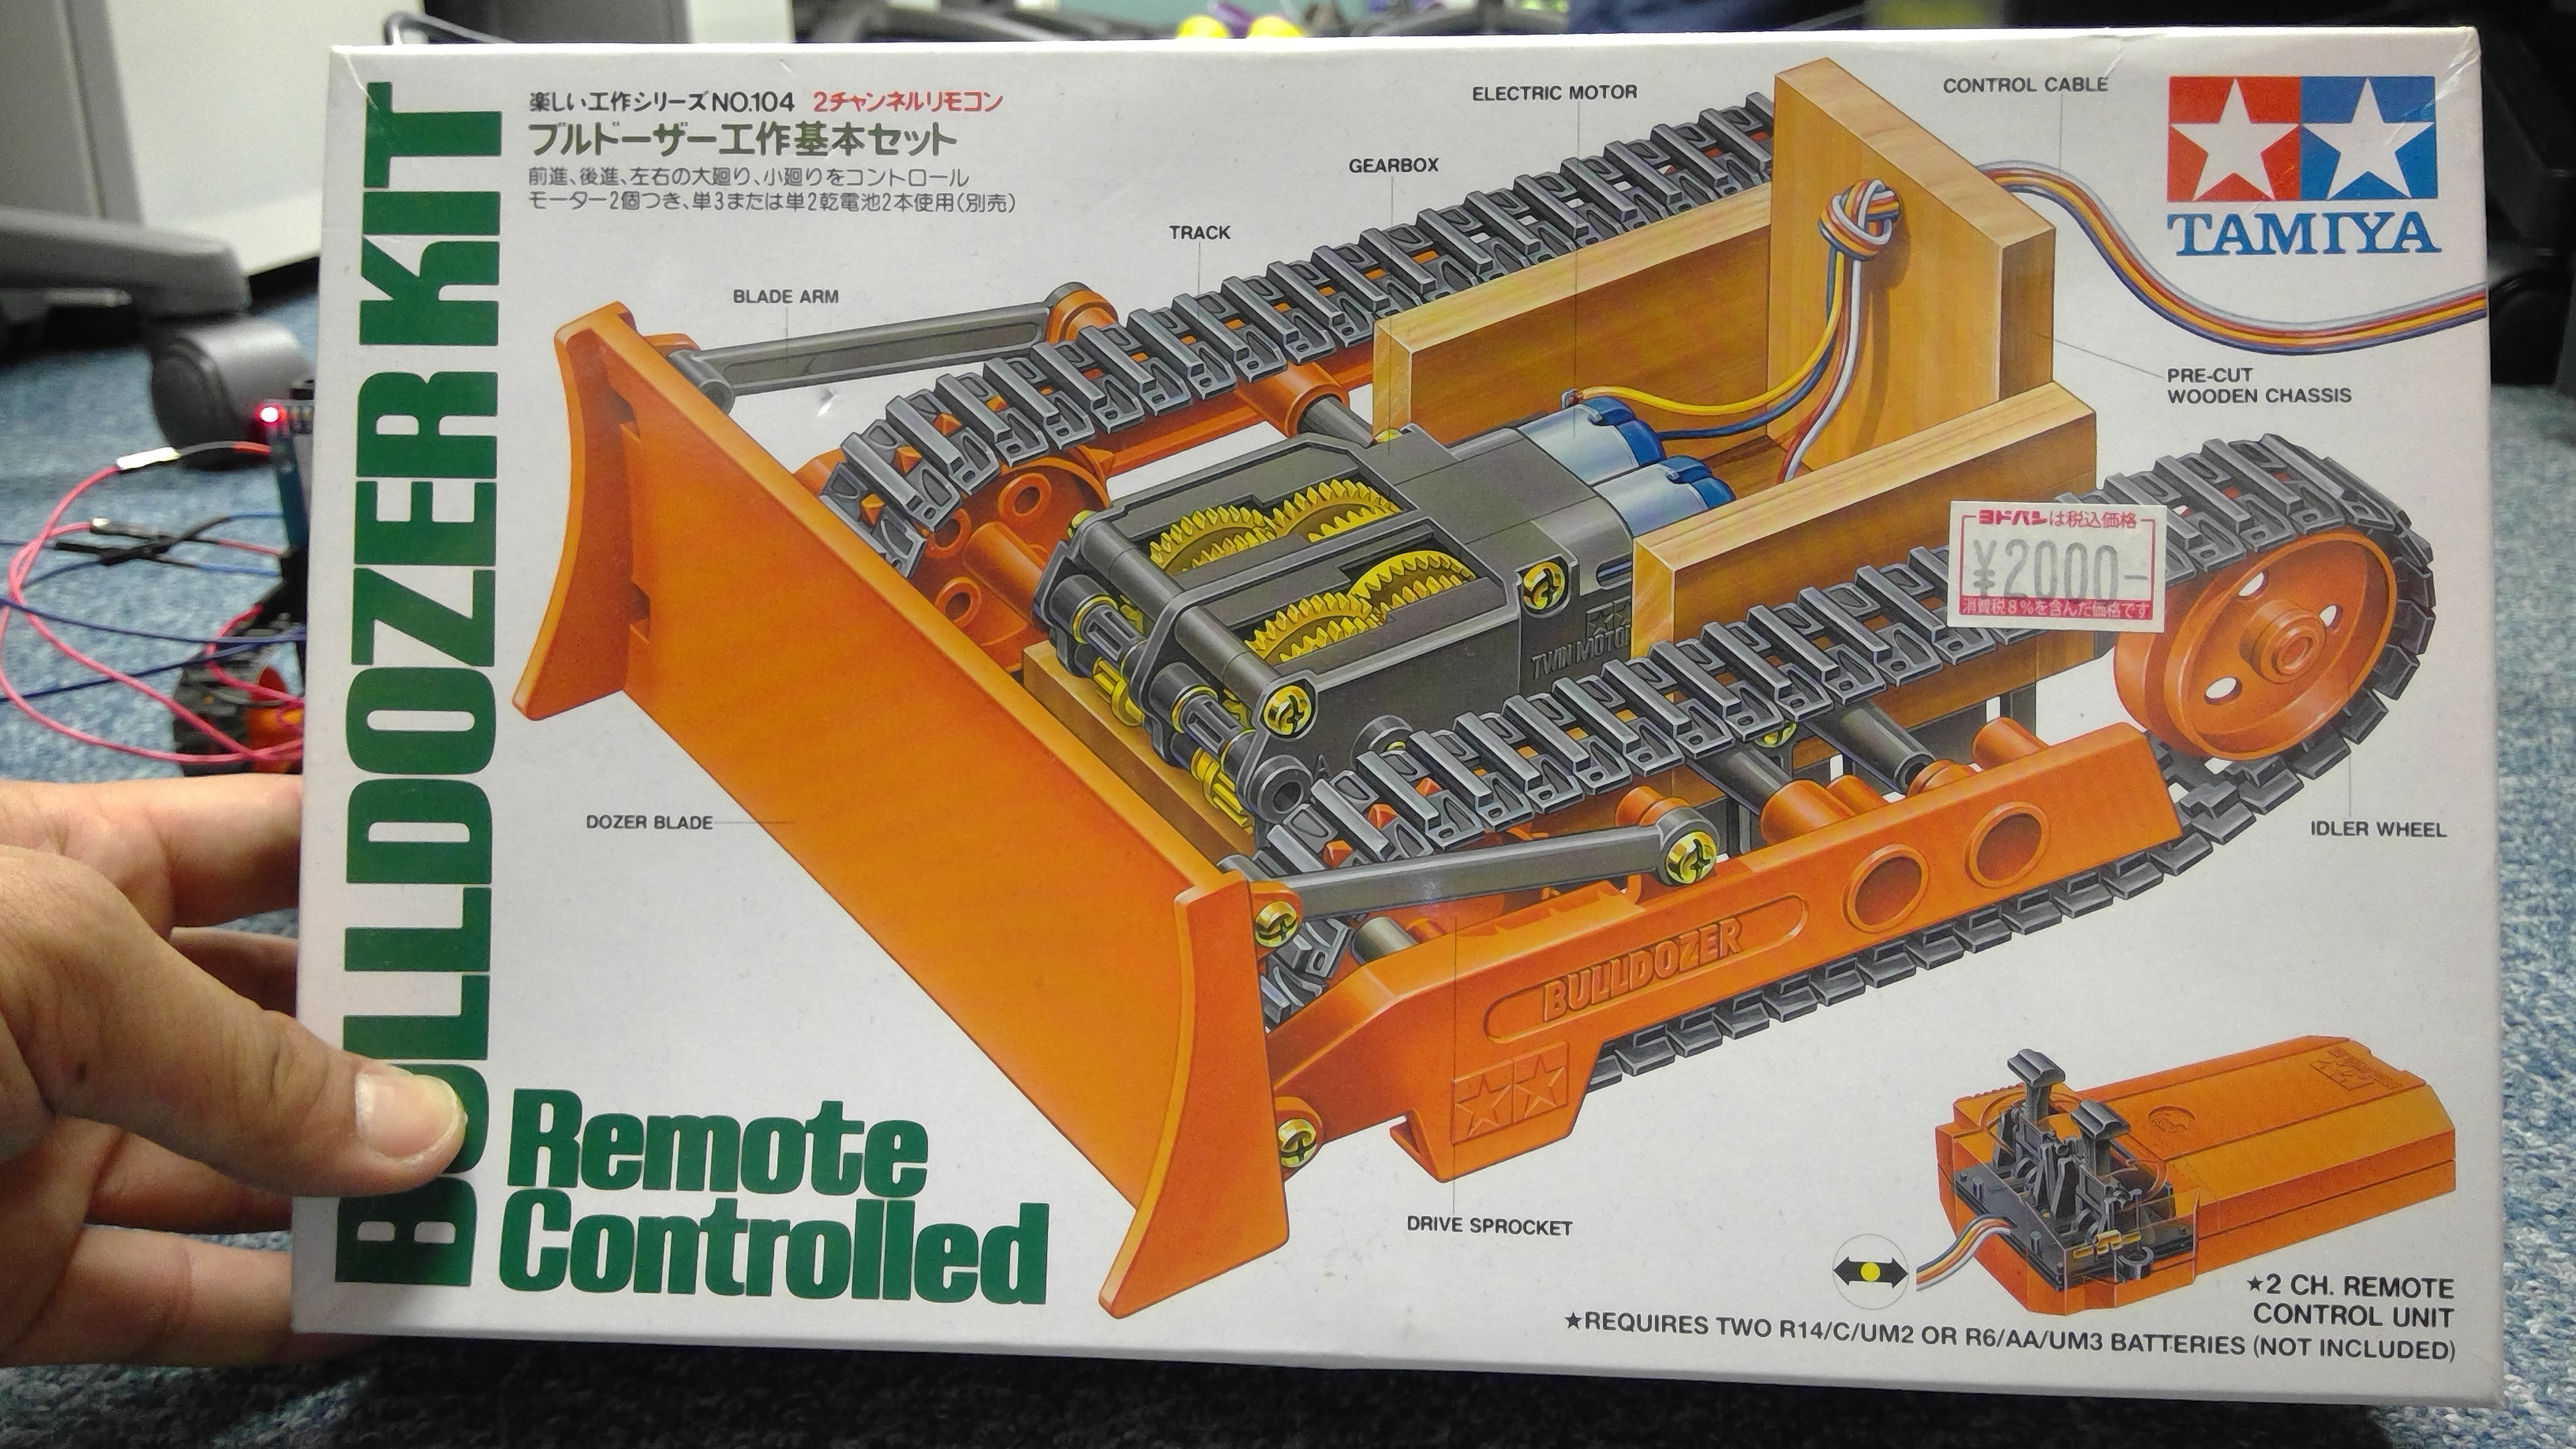 BULLDOZER KIT
楽しい工作シリーズNO.104 2チャンネルリモコン
ブルドーザー工作基本セット
前進、後進、左右の大廻り、小廻りをコントロール
モーター2個つき、単3または単2乾電池2本使用(別売)
ELECTRIC MOTOR
CONTROL CABLE
TAMIYA
GEARBOX
TRACK
BLADE ARM
PRE-CUT
WOODEN CHASSIS
ヨドバシは税込価格
¥2000-
消費税8%を含んだ価格です
TWIN MOTOR
DOZER BLADE
IDLER WHEEL
BULLDOZER
Remote
Controlled
DRIVE SPROCKET
★2 CH. REMOTE
CONTROL UNIT
★REQUIRES TWO R14/C/UM2 OR R6/AA/UM3 BATTERIES (NOT INCLUDED)